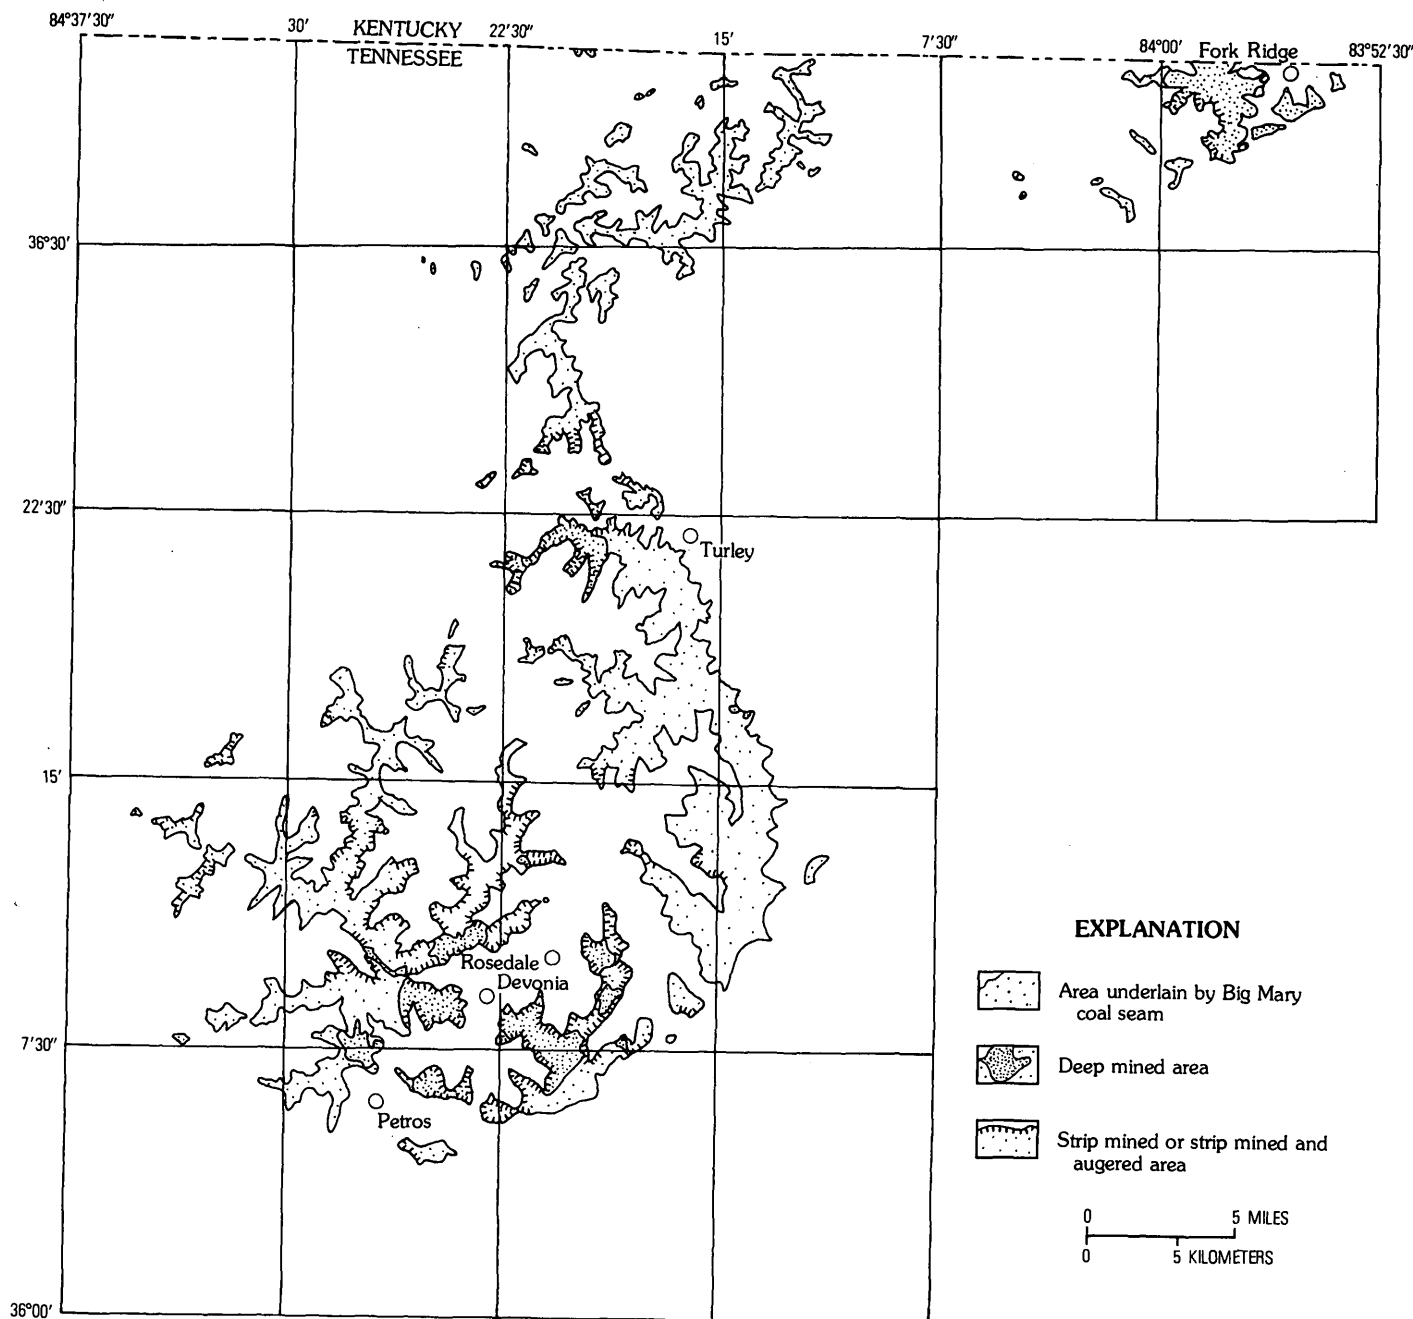 84°37'30"
30'
KENTUCKY
TENNESSEE
22'30"
15'
7'30"
84°00'
Fork Ridge
83°52'30"
36°30'
22'30"
Turley
15'
Rosedale
Devonia
7'30"
Petros
36°00'
EXPLANATION
Area underlain by Big Mary
coal seam
Deep mined area
Strip mined or strip mined and
augered area
0 5 MILES
0 5 KILOMETERS